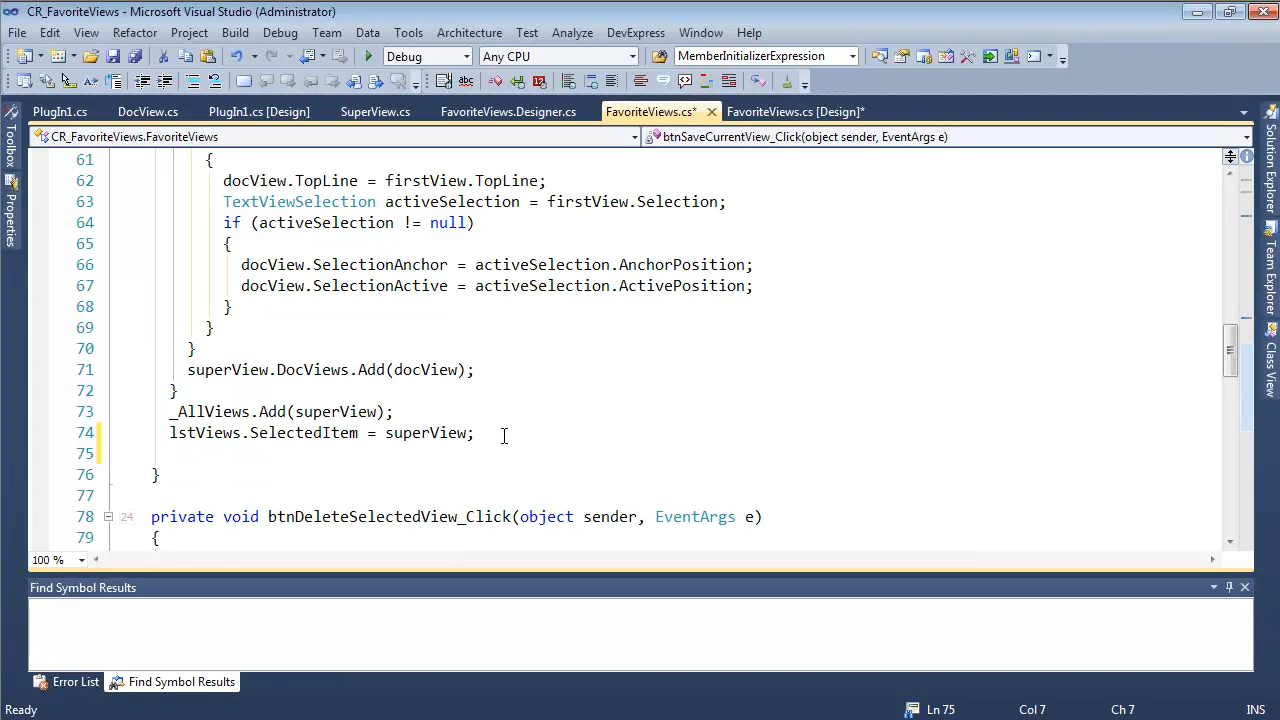 CR_FavoriteViews - Microsoft Visual Studio (Administrator)
File Edit View Refactor Project Build Debug Team Data Tools Architecture Test Analyze DevExpress Window Help
Debug Any CPU MemberInitializerExpression
PlugIn1.cs DocView.cs PlugIn1.cs [Design] SuperView.cs FavoriteViews.Designer.cs FavoriteViews.cs* FavoriteViews.cs [Design]*
CR_FavoriteViews.FavoriteViews btnSaveCurrentView_Click(object sender, EventArgs e)
Toolbox
Properties
Solution Explorer
Team Explorer
Class View
61 {
62 docView.TopLine = firstView.TopLine;
63 TextViewSelection activeSelection = firstView.Selection;
64 if (activeSelection != null)
65 {
66 docView.SelectionAnchor = activeSelection.AnchorPosition;
67 docView.SelectionActive = activeSelection.ActivePosition;
68 }
69 }
70 }
71 superView.DocViews.Add(docView);
72 }
73 _AllViews.Add(superView);
74 lstViews.SelectedItem = superView;
75
76 }
77
78 24 private void btnDeleteSelectedView_Click(object sender, EventArgs e)
79 {
100 %
Find Symbol Results
Error List Find Symbol Results
Ready Ln 75 Col 7 Ch 7 INS